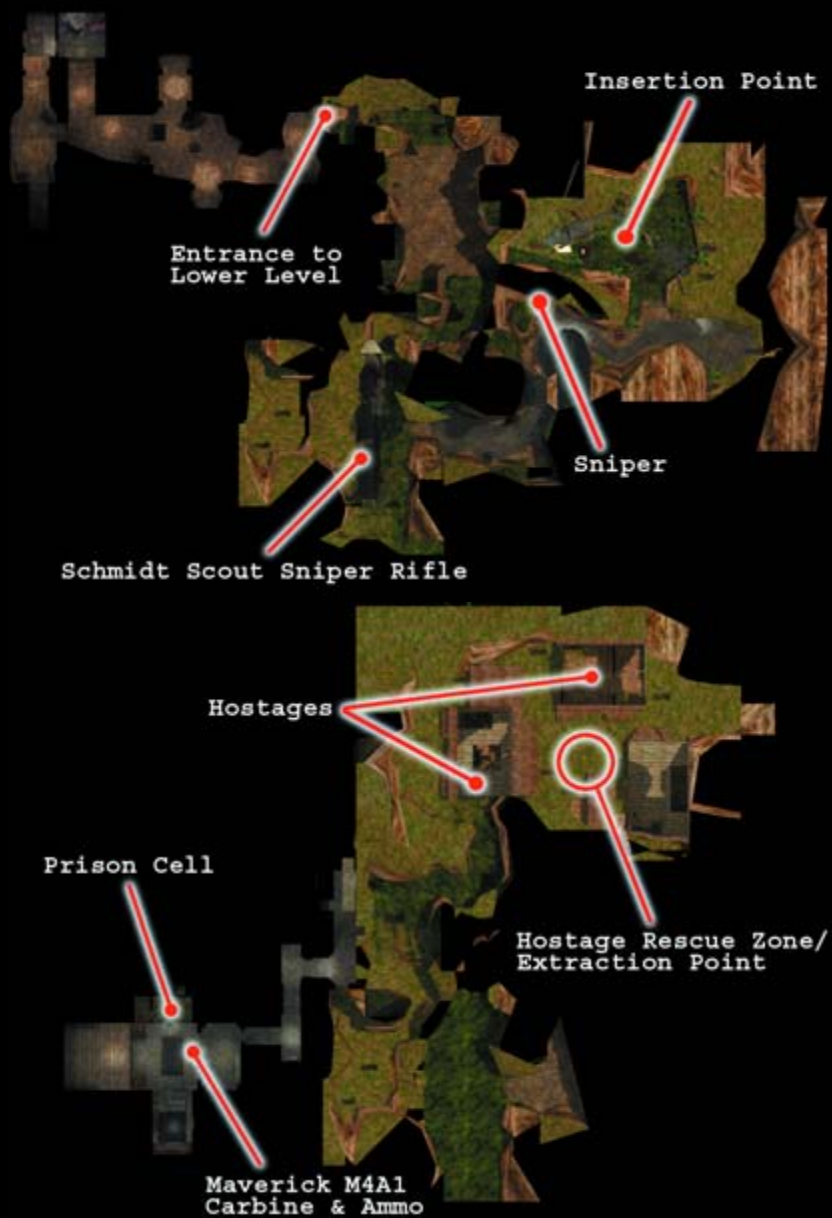 Insertion Point
Entrance to
Lower Level
Sniper
Schmidt Scout Sniper Rifle
Hostages
Prison Cell
Hostage Rescue Zone/
Extraction Point
Maverick M4A1
Carbine & Ammo